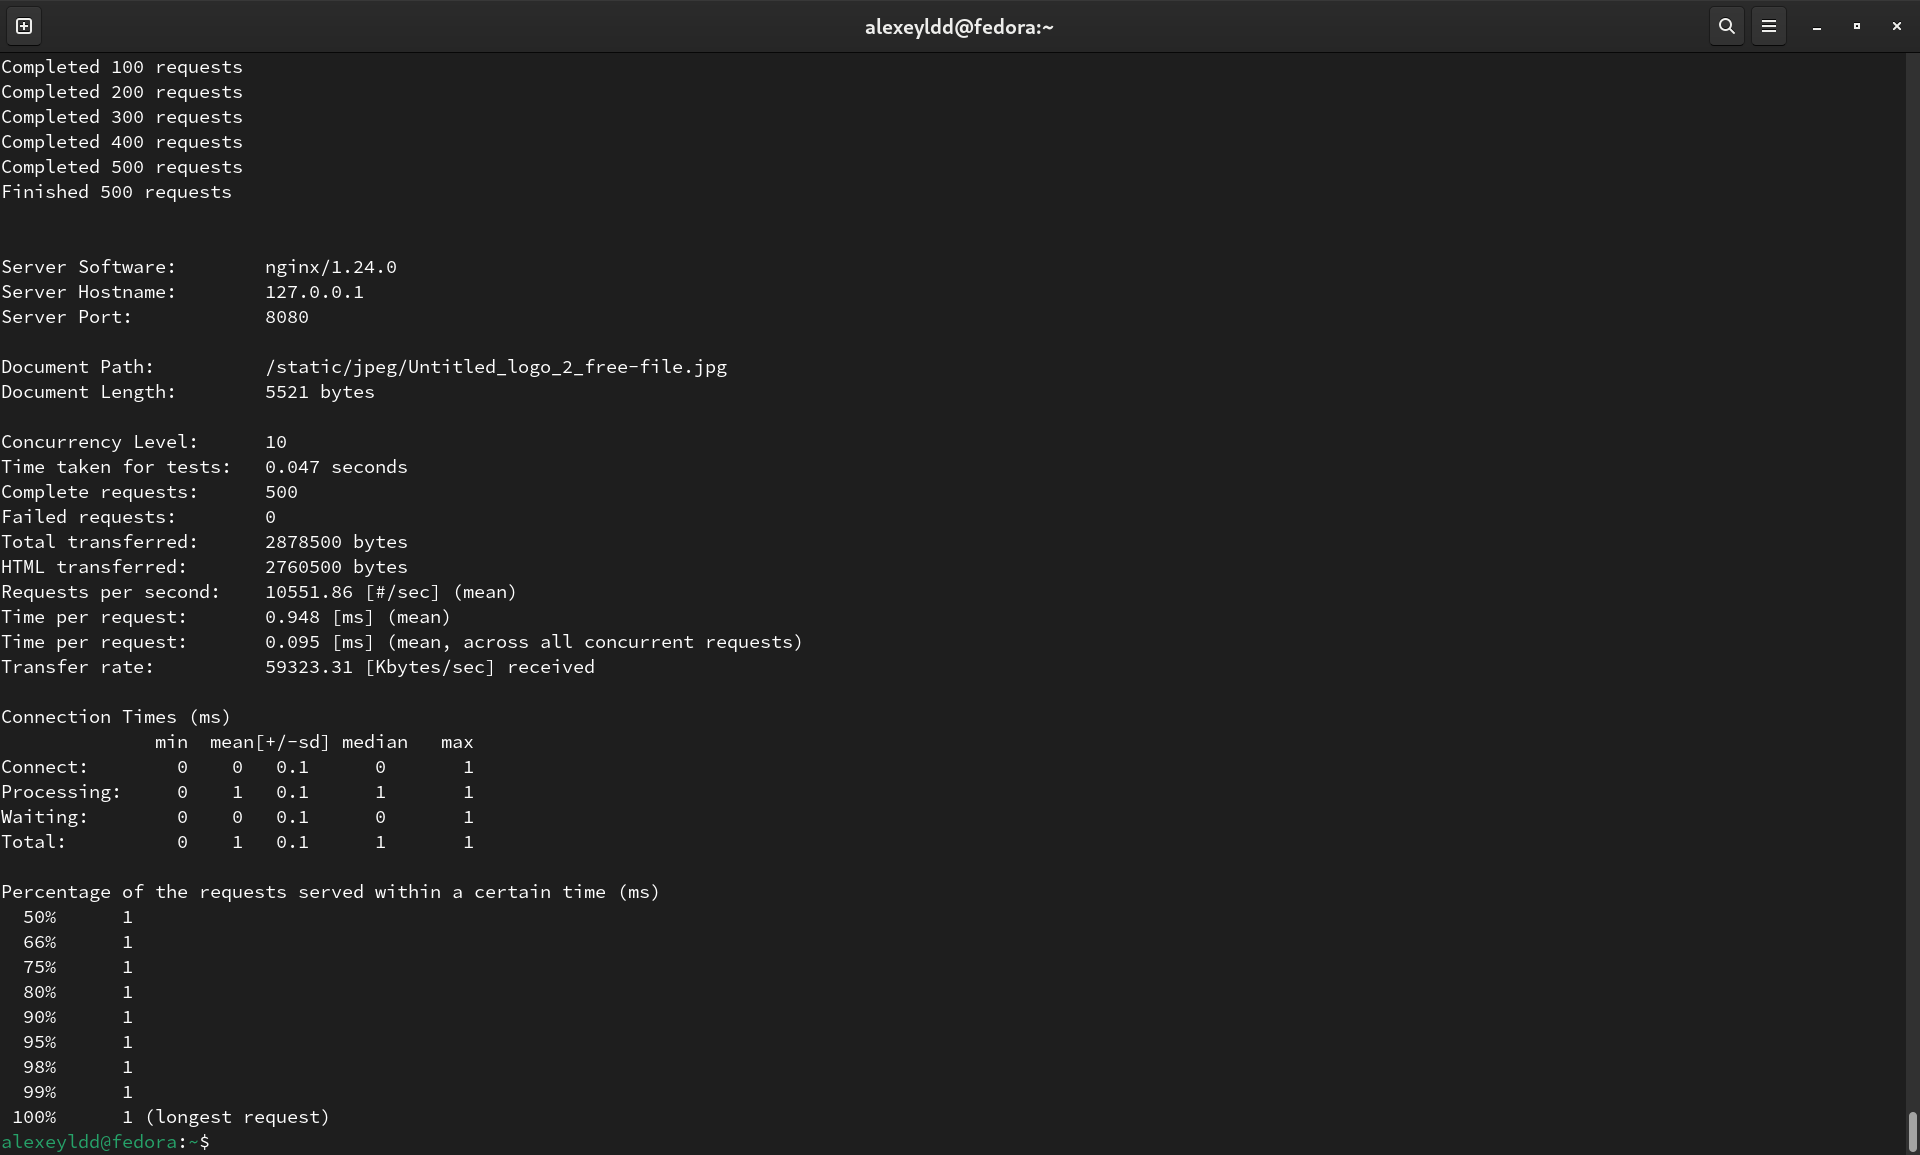 alexeyldd@fedora:~
Completed 100 requests
Completed 200 requests
Completed 300 requests
Completed 400 requests
Completed 500 requests
Finished 500 requests
Server Software:        nginx/1.24.0
Server Hostname:        127.0.0.1
Server Port:            8080
Document Path:          /static/jpeg/Untitled_logo_2_free-file.jpg
Document Length:        5521 bytes
Concurrency Level:      10
Time taken for tests:   0.047 seconds
Complete requests:      500
Failed requests:        0
Total transferred:      2878500 bytes
HTML transferred:       2760500 bytes
Requests per second:    10551.86 [#/sec] (mean)
Time per request:       0.948 [ms] (mean)
Time per request:       0.095 [ms] (mean, across all concurrent requests)
Transfer rate:          59323.31 [Kbytes/sec] received
Connection Times (ms)
              min  mean[+/-sd] median   max
Connect:        0    0   0.1      0       1
Processing:     0    1   0.1      1       1
Waiting:        0    0   0.1      0       1
Total:          0    1   0.1      1       1
Percentage of the requests served within a certain time (ms)
  50%      1
  66%      1
  75%      1
  80%      1
  90%      1
  95%      1
  98%      1
  99%      1
 100%      1 (longest request)
alexeyldd@fedora:~$